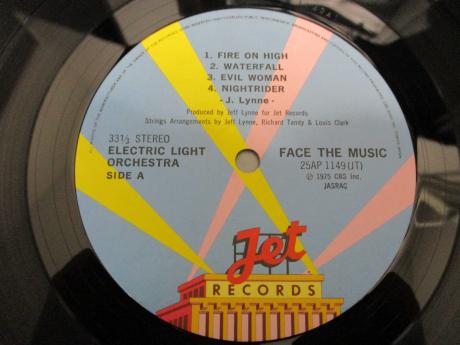 1. FIRE ON HIGH
2. WATERFALL
3. EVIL WOMAN
4. NIGHTRIDER
- J. Lynne -
Produced by Jeff Lynne for Jet Records
Strings Arrangements by Jeff Lynne, Richard Tandy & Louis Clark
33⅓ STEREO
ELECTRIC LIGHT
ORCHESTRA
SIDE A
FACE THE MUSIC
25AP 1149(JT)
Ⓟ 1975 CBS Inc.
JASRAC
Jet
RECORDS